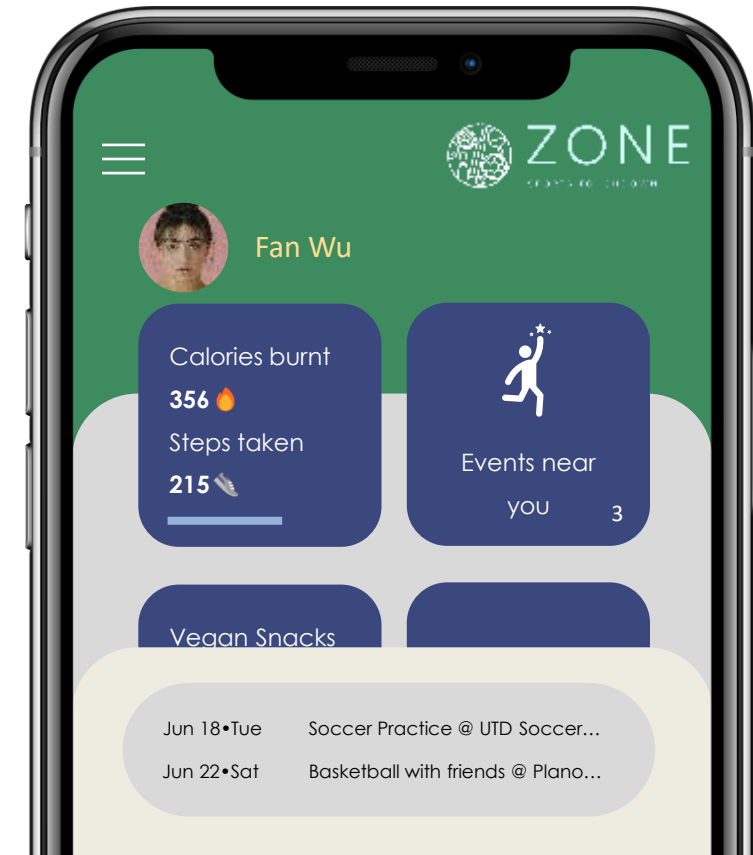 ZONE
Fan Wu
Calories burnt
356
Steps taken
215
Events near
you
3
Vegan Snacks
Jun 18•Tue Soccer Practice @ UTD Soccer...
Jun 22•Sat Basketball with friends @ Plano...